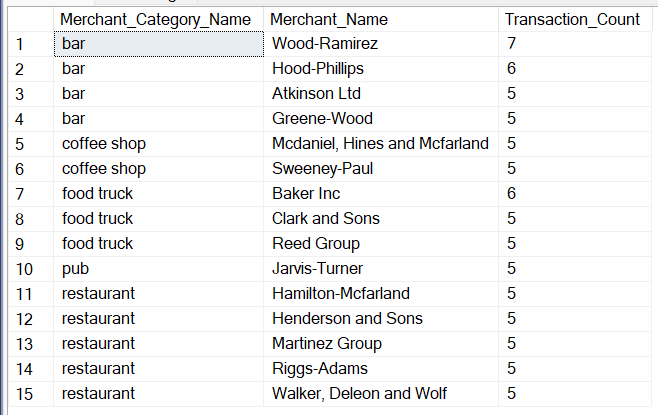 Merchant_Category_Name Merchant_Name Transaction_Count
1 bar Wood-Ramirez 7
2 bar Hood-Phillips 6
3 bar Atkinson Ltd 5
4 bar Greene-Wood 5
5 coffee shop Mcdaniel, Hines and Mcfarland 5
6 coffee shop Sweeney-Paul 5
7 food truck Baker Inc 6
8 food truck Clark and Sons 5
9 food truck Reed Group 5
10 pub Jarvis-Turner 5
11 restaurant Hamilton-Mcfarland 5
12 restaurant Henderson and Sons 5
13 restaurant Martinez Group 5
14 restaurant Riggs-Adams 5
15 restaurant Walker, Deleon and Wolf 5